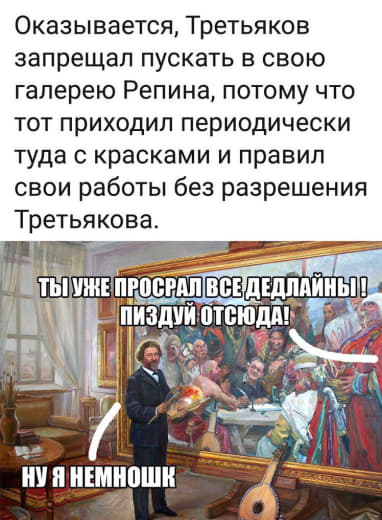 Оказывается, Третьяков
запрещал пускать в свою
галерею Репина, потому что
тот приходил периодически
туда с красками и правил
свои работы без разрешения
Третьякова.
ТЫ УЖЕ ПРОСРАЛ ВСЕ ДЕДЛАЙНЫ!
ПИЗДУЙ ОТСЮДА!
НУ Я НЕМНОШК